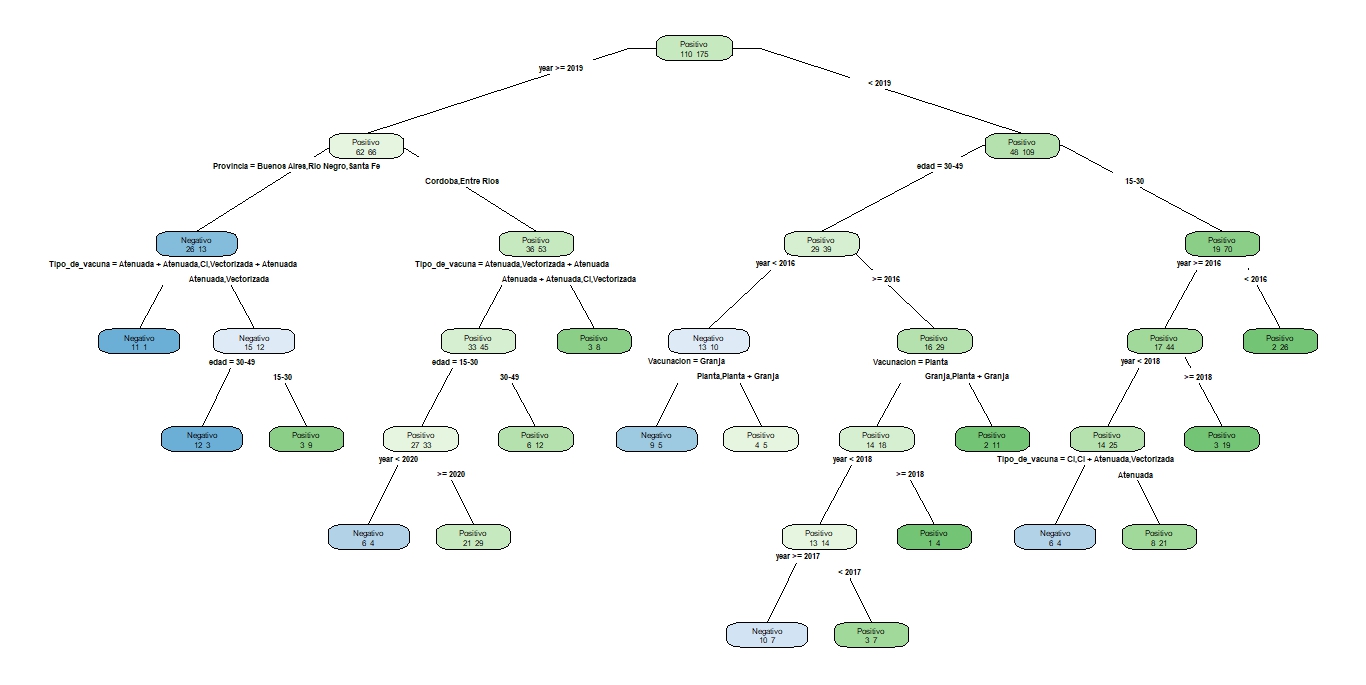 Positivo
110 175
year >= 2019
< 2019
Positivo
62 66
Positivo
48 109
Provincia = Buenos Aires,Rio Negro,Santa Fe
Cordoba,Entre Rios
edad = 30-49
15-30
Negativo
26 13
Positivo
36 53
Positivo
29 39
Positivo
19 70
Tipo_de_vacuna = Atenuada + Atenuada,CI,Vectorizada + Atenuada
Atenuada,Vectorizada
Tipo_de_vacuna = Atenuada,Vectorizada + Atenuada
Atenuada + Atenuada,CI,Vectorizada
year < 2016
>= 2016
year >= 2016
< 2016
Negativo
11 1
Negativo
15 12
Positivo
33 45
Positivo
3 8
Negativo
13 10
Positivo
16 29
Positivo
17 44
Positivo
2 26
edad = 30-49
15-30
edad = 15-30
30-49
Vacunacion = Granja
Planta,Planta + Granja
Vacunacion = Planta
Granja,Planta + Granja
year < 2018
>= 2018
Negativo
12 3
Positivo
3 9
Positivo
27 33
Positivo
6 12
Negativo
9 5
Positivo
4 5
Positivo
14 18
Positivo
2 11
Positivo
14 25
Positivo
3 19
year < 2020
>= 2020
year < 2018
>= 2018
Tipo_de_vacuna = CI,CI + Atenuada,Vectorizada
Atenuada
Negativo
6 4
Positivo
21 29
Positivo
13 14
Positivo
1 4
Negativo
6 4
Positivo
8 21
year >= 2017
< 2017
Negativo
10 7
Positivo
3 7